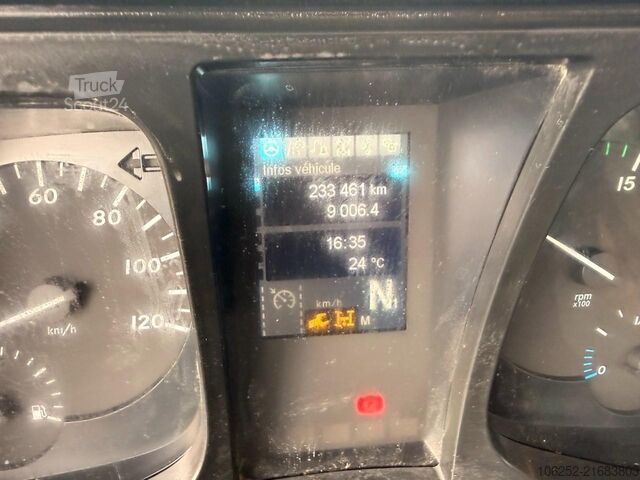 Truck
Scout24
Infos véhicule
233 461 km
9 006.4
16:35
24 °C
km/h
N
M
60
80
100
120
km/h
15
rpm
x100
0
106252-21683803